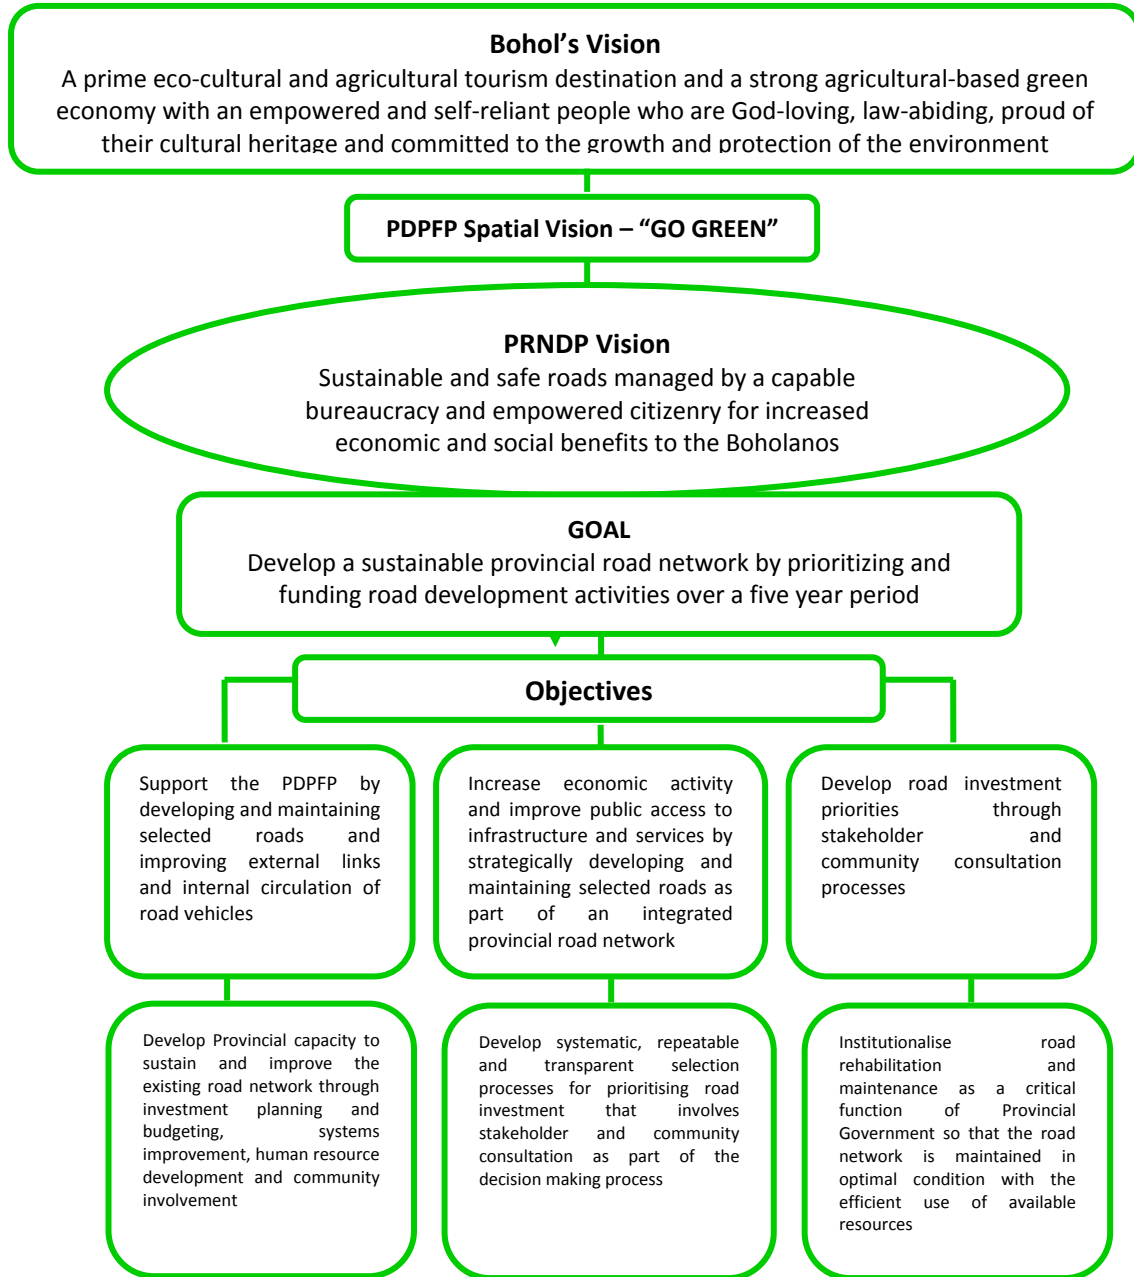 Bohol’s Vision
A prime eco-cultural and agricultural tourism destination and a strong agricultural-based green
economy with an empowered and self-reliant people who are God-loving, law-abiding, proud of
their cultural heritage and committed to the growth and protection of the environment
PDPFP Spatial Vision – “GO GREEN”
PRNDP Vision
Sustainable and safe roads managed by a capable
bureaucracy and empowered citizenry for increased
economic and social benefits to the Boholanos
GOAL
Develop a sustainable provincial road network by prioritizing and
funding road development activities over a five year period
Objectives
Support the PDPFP by
developing and maintaining
selected roads and
improving external links
and internal circulation of
road vehicles
Increase economic activity
and improve public access to
infrastructure and services by
strategically developing and
maintaining selected roads as
part of an integrated
provincial road network
Develop road investment
priorities through
stakeholder and
community consultation
processes
Develop Provincial capacity to
sustain and improve the
existing road network through
investment planning and
budgeting, systems
improvement, human resource
development and community
involvement
Develop systematic, repeatable
and transparent selection
processes for prioritising road
investment that involves
stakeholder and community
consultation as part of the
decision making process
Institutionalise road
rehabilitation and
maintenance as a critical
function of Provincial
Government so that the road
network is maintained in
optimal condition with the
efficient use of available
resources